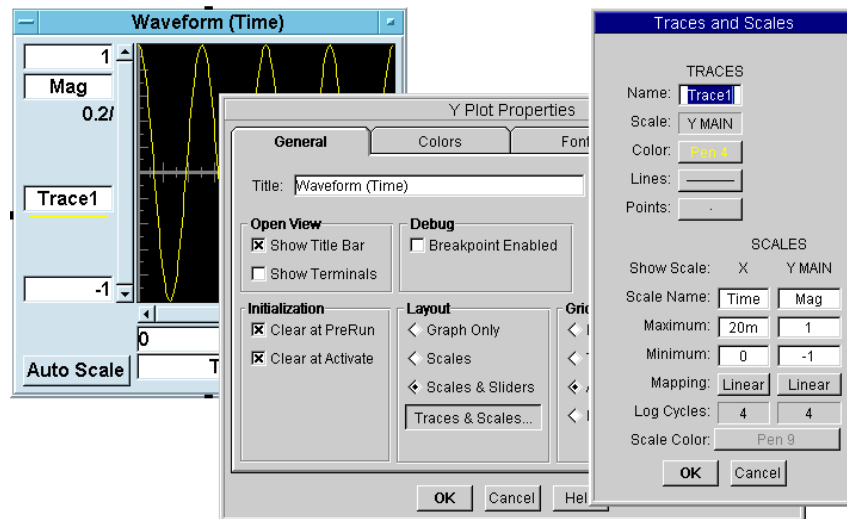 Waveform (Time)
1
Mag
0.2/
Trace1
-1
0
Auto Scale
T
Y Plot Properties
General
Colors
Font
Title: Waveform (Time)
Open View
Show Title Bar
Show Terminals
Debug
Breakpoint Enabled
Initialization
Clear at PreRun
Clear at Activate
Layout
Graph Only
Scales
Scales & Sliders
Traces & Scales...
OK
Cancel
Traces and Scales
TRACES
Name: Trace1
Scale: Y MAIN
Color: Pen 4
Lines:
Points:
SCALES
Show Scale: X Y MAIN
Scale Name: Time Mag
Maximum: 20m 1
Minimum: 0 -1
Mapping: Linear Linear
Log Cycles: 4 4
Scale Color: Pen 9
OK Cancel